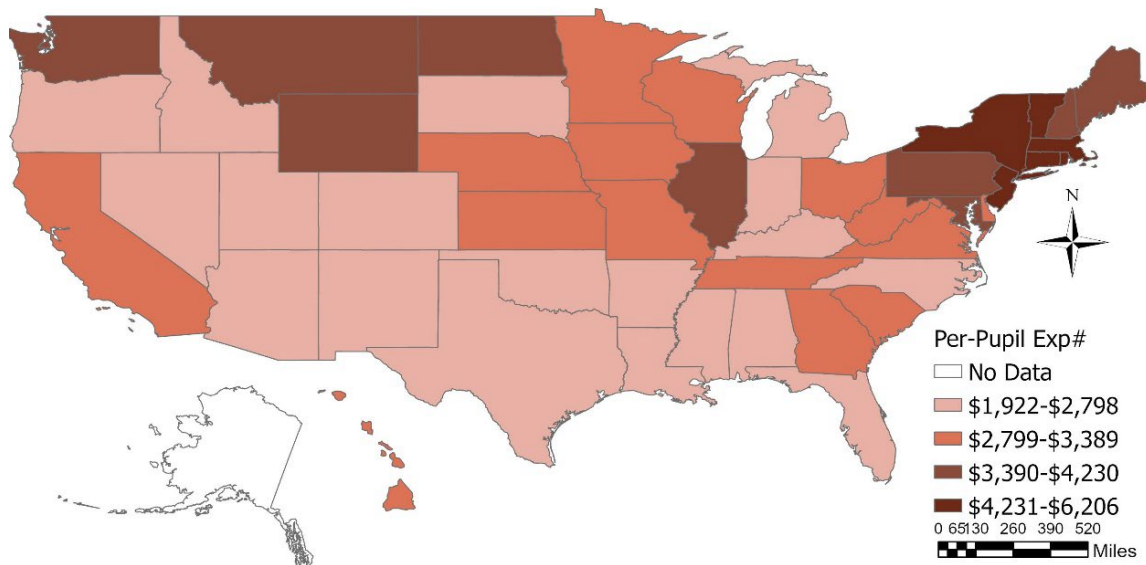 N
Per-Pupil Exp#
No Data
$1,922-$2,798
$2,799-$3,389
$3,390-$4,230
$4,231-$6,206
0 65130 260 390 520
Miles